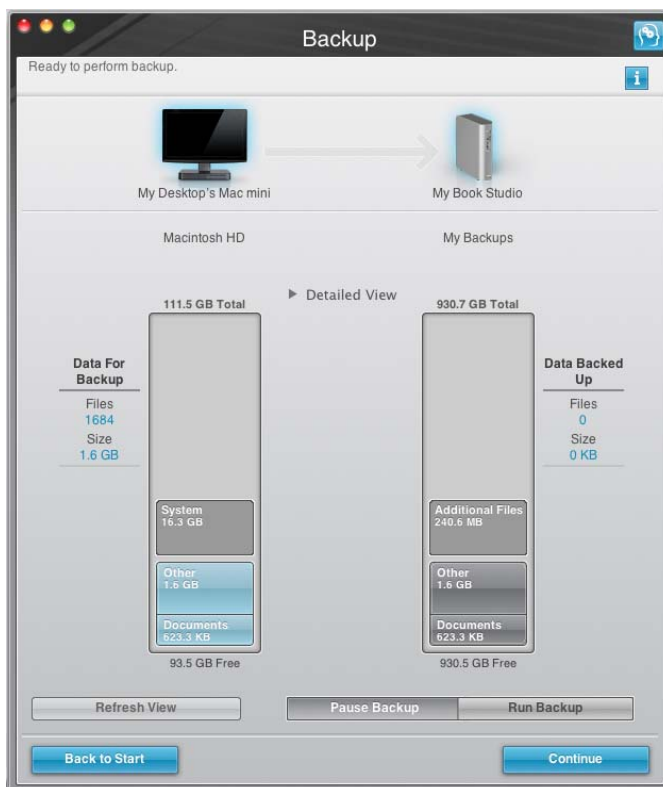 Backup
Ready to perform backup.
i
My Desktop's Mac mini
My Book Studio
Macintosh HD
My Backups
Detailed View
111.5 GB Total
930.7 GB Total
Data For
Backup
Files
1684
Size
1.6 GB
System
16.3 GB
Other
1.6 GB
Documents
623.3 KB
93.5 GB Free
Additional Files
240.6 MB
Other
1.6 GB
Documents
623.3 KB
930.5 GB Free
Data Backed
Up
Files
0
Size
0 KB
Refresh View
Pause Backup
Run Backup
Back to Start
Continue